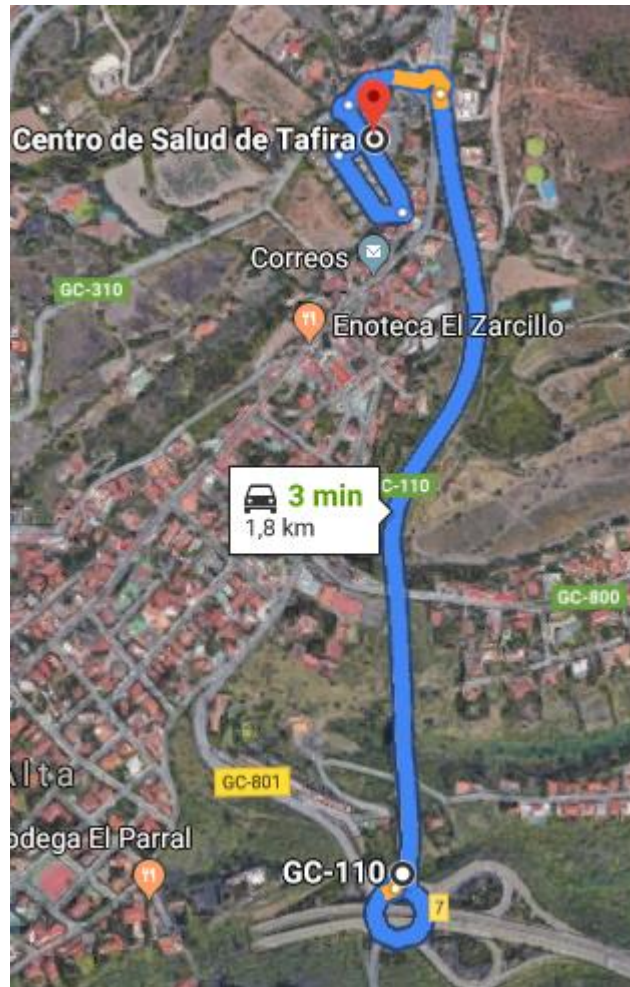 Centro de Salud de Tafira
Correos
GC-310
Enoteca El Zarcillo
3 min
C-110
1,8 km
GC-800
GC-801
Alta
odega El Parral
GC-110
7